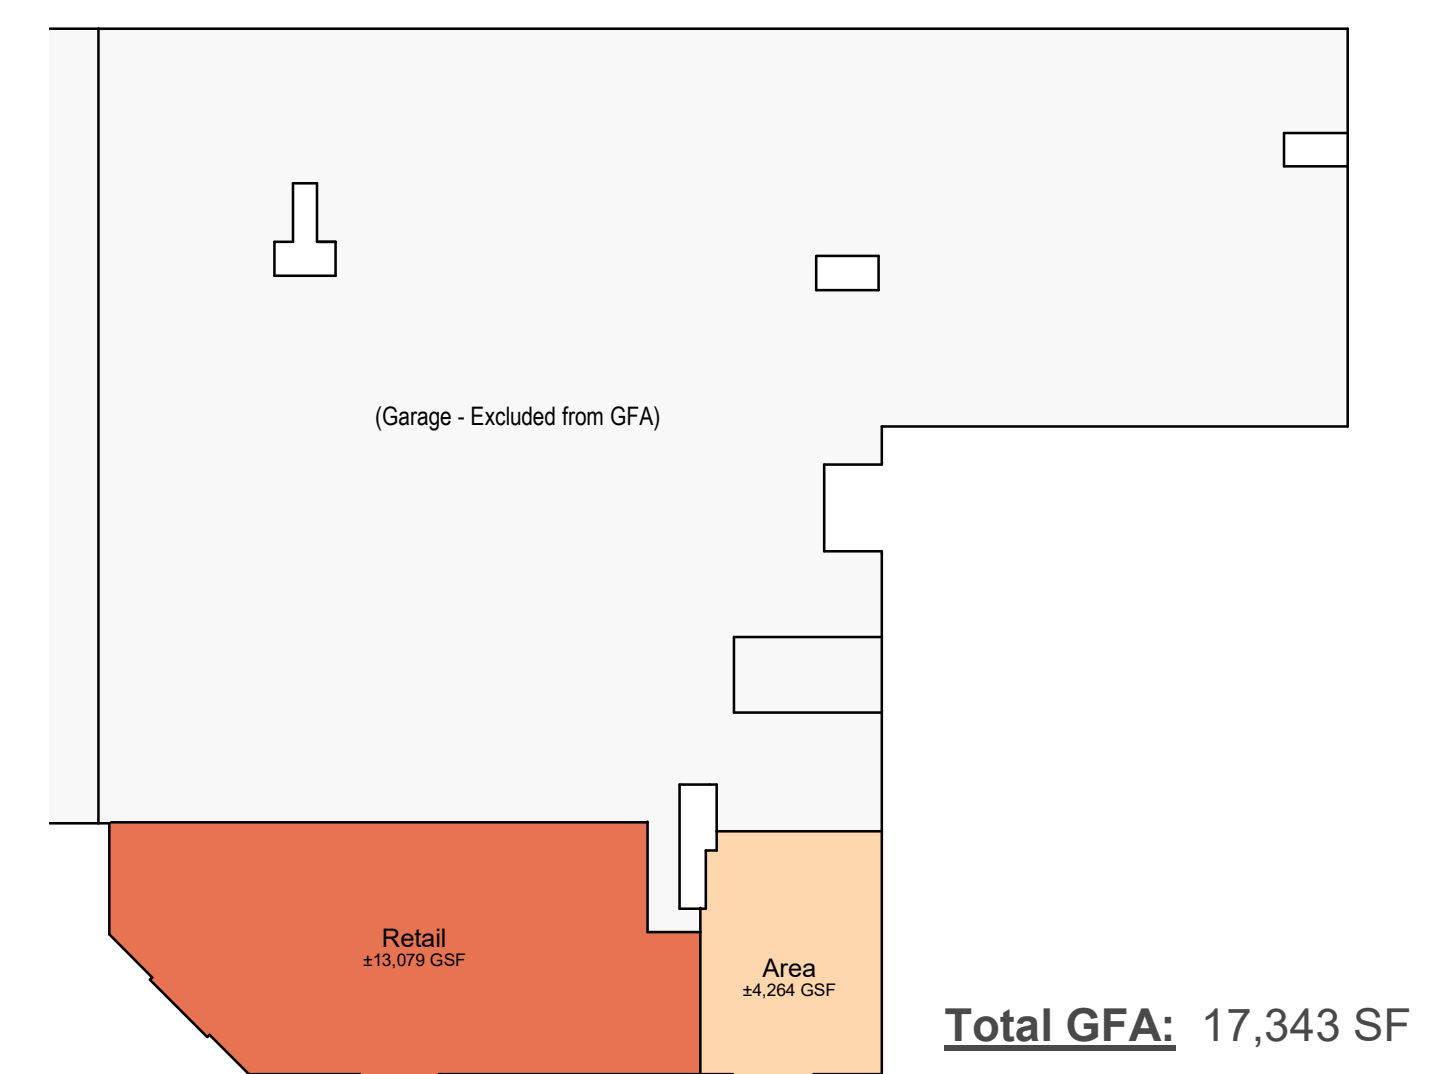 (Garage - Excluded from GFA)
Retail
±13,079 GSF
Area
±4,264 GSF
Total GFA: 17,343 SF